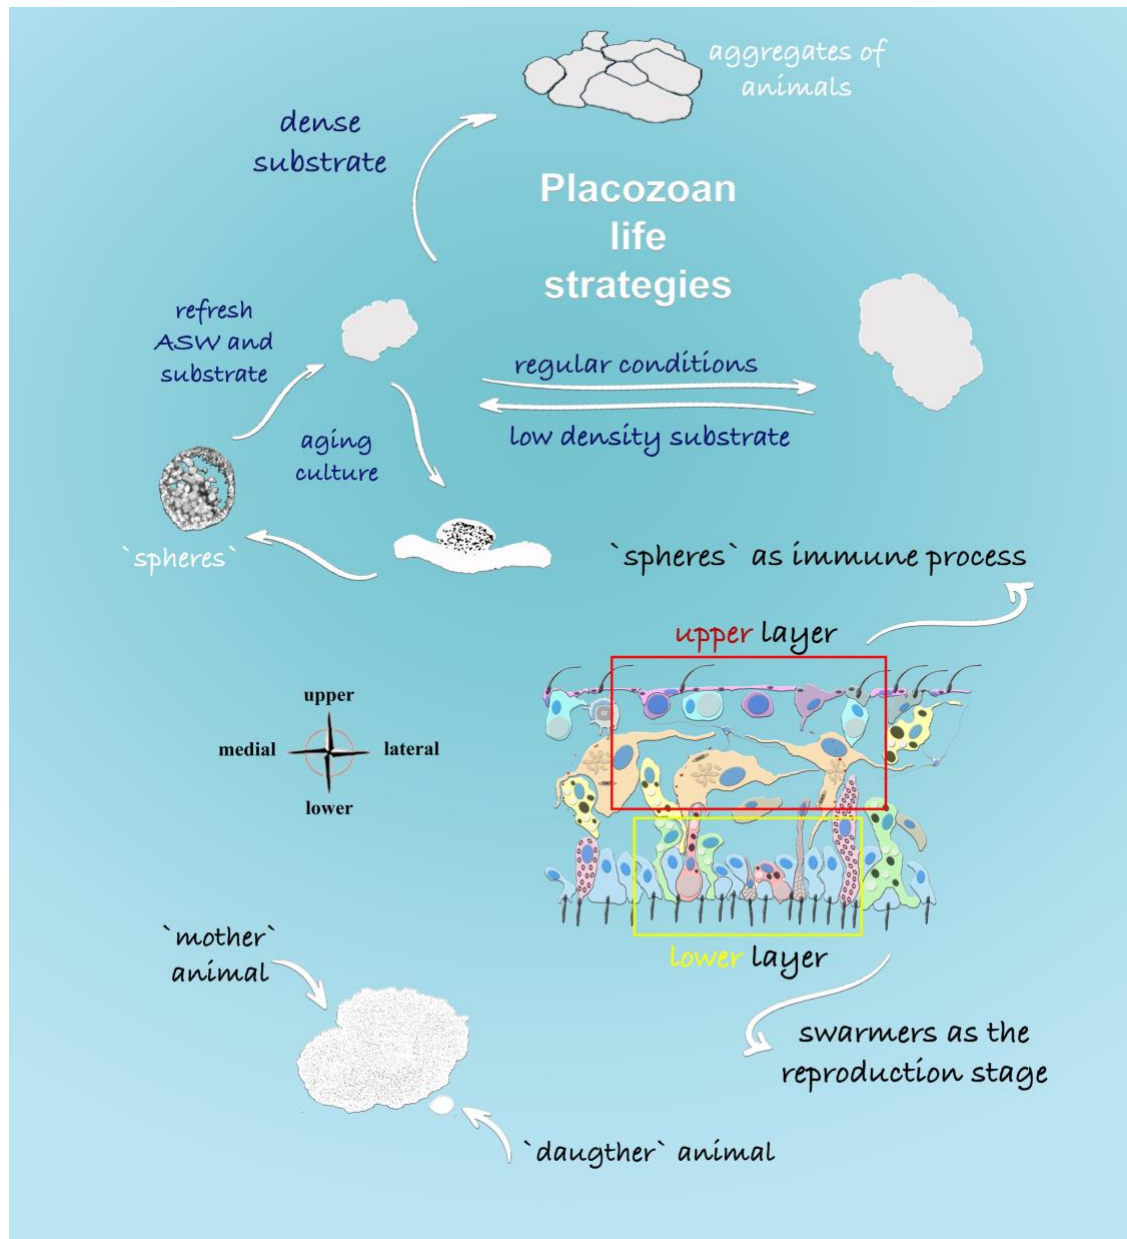 aggregates of
animals
dense
substrate
Placozoan
life
strategies
refresh
ASW and
substrate
regular conditions
low density substrate
aging
culture
`spheres`
`spheres` as immune process
upper layer
upper
medial
lateral
lower
lower layer
`mother`
animal
swarmers as the
reproduction stage
`daugther` animal